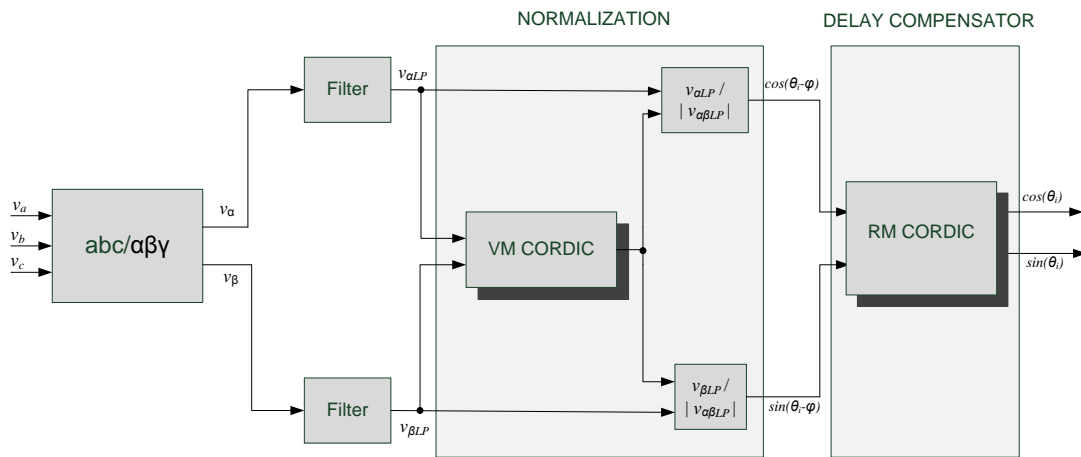 NORMALIZATION
DELAY COMPENSATOR
Filter
vαLP
vαLP /
| vαβLP |
cos(θi-φ)
va
vb
vc
abc/αβγ
vα
vβ
VM CORDIC
RM CORDIC
cos(θi)
sin(θi)
Filter
vβLP
vβLP /
| vαβLP |
sin(θi-φ)